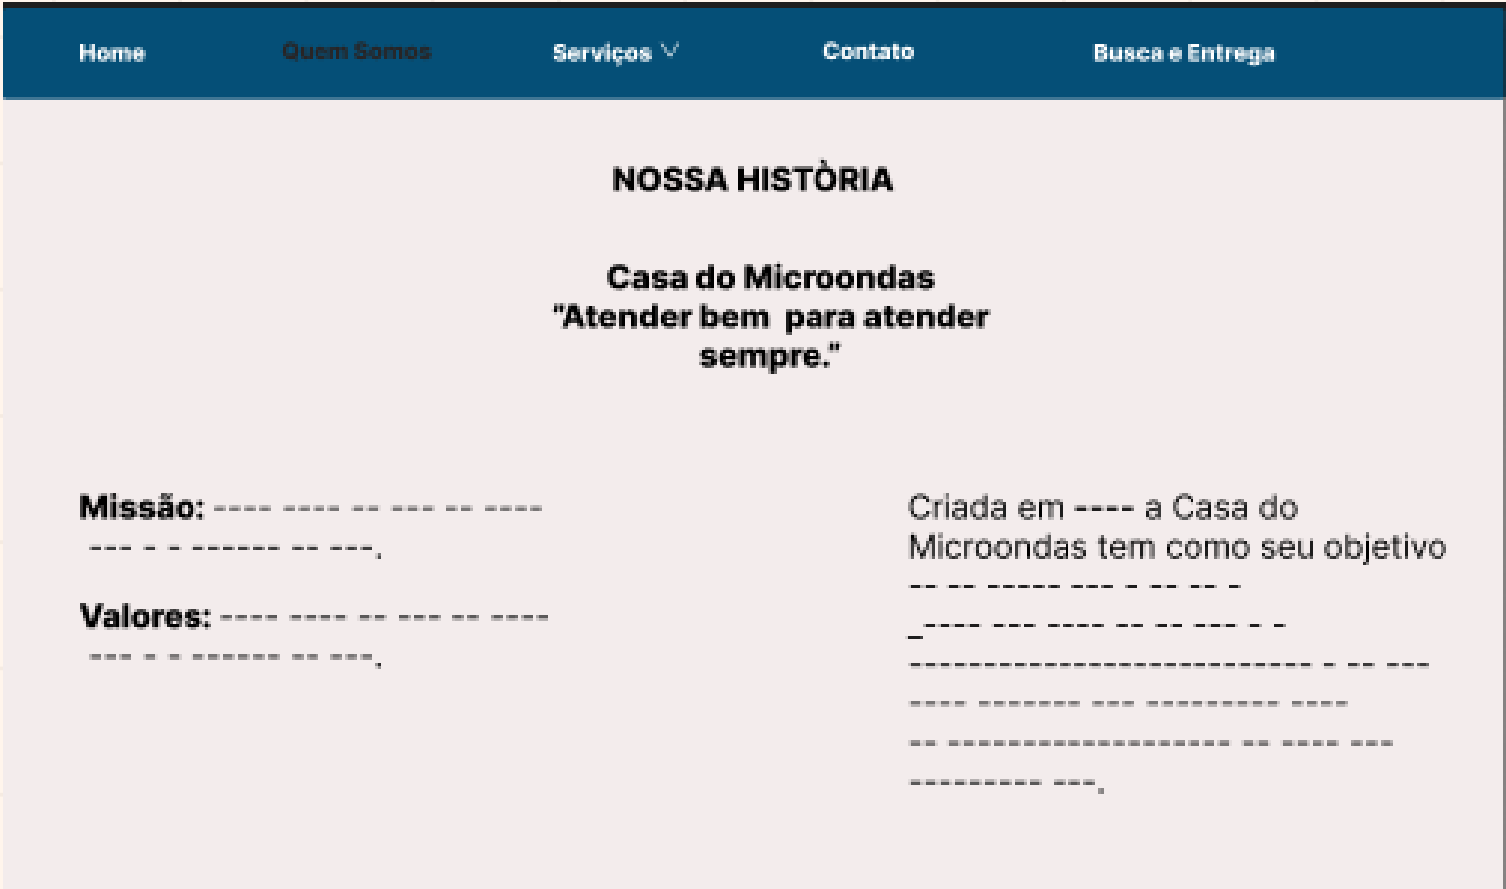 Home
Quem Somos
Serviços
Contato
Busca e Entrega
NOSSA HISTÒRIA
Casa do Microondas
"Atender bem  para atender
sempre."
Missão: ---- ---- -- --- -- ----
--- - - ------ -- ---.
Valores: ---- ---- -- --- -- ----
--- - - ------ -- ---.
Criada em ---- a Casa do
Microondas tem como seu objetivo
-- -- ----- --- - -- -- -
_---- --- ---- -- -- --- - -
--------------------------- - -- ---
---- ------- --- --------- ----
-- ------------------- -- ---- ---
--------- ---.